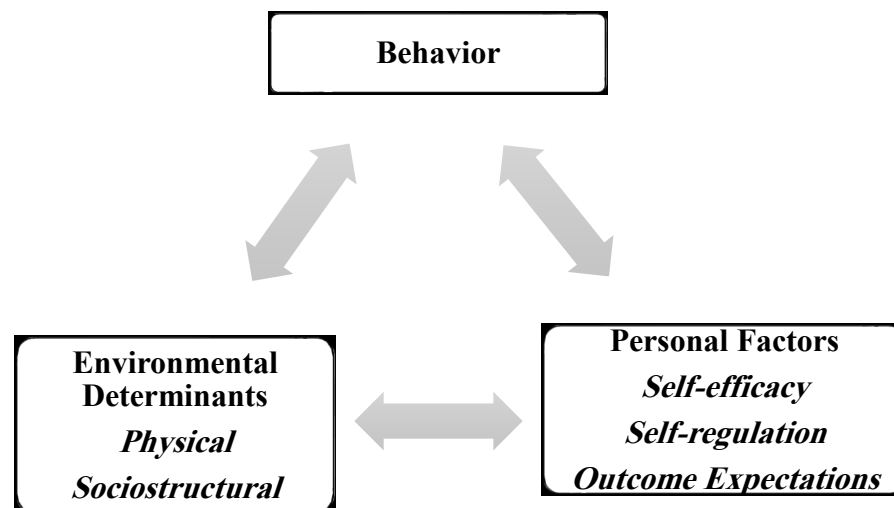 Behavior
Environmental
Determinants
Physical
Sociostructural
Personal Factors
Self-efficacy
Self-regulation
Outcome Expectations